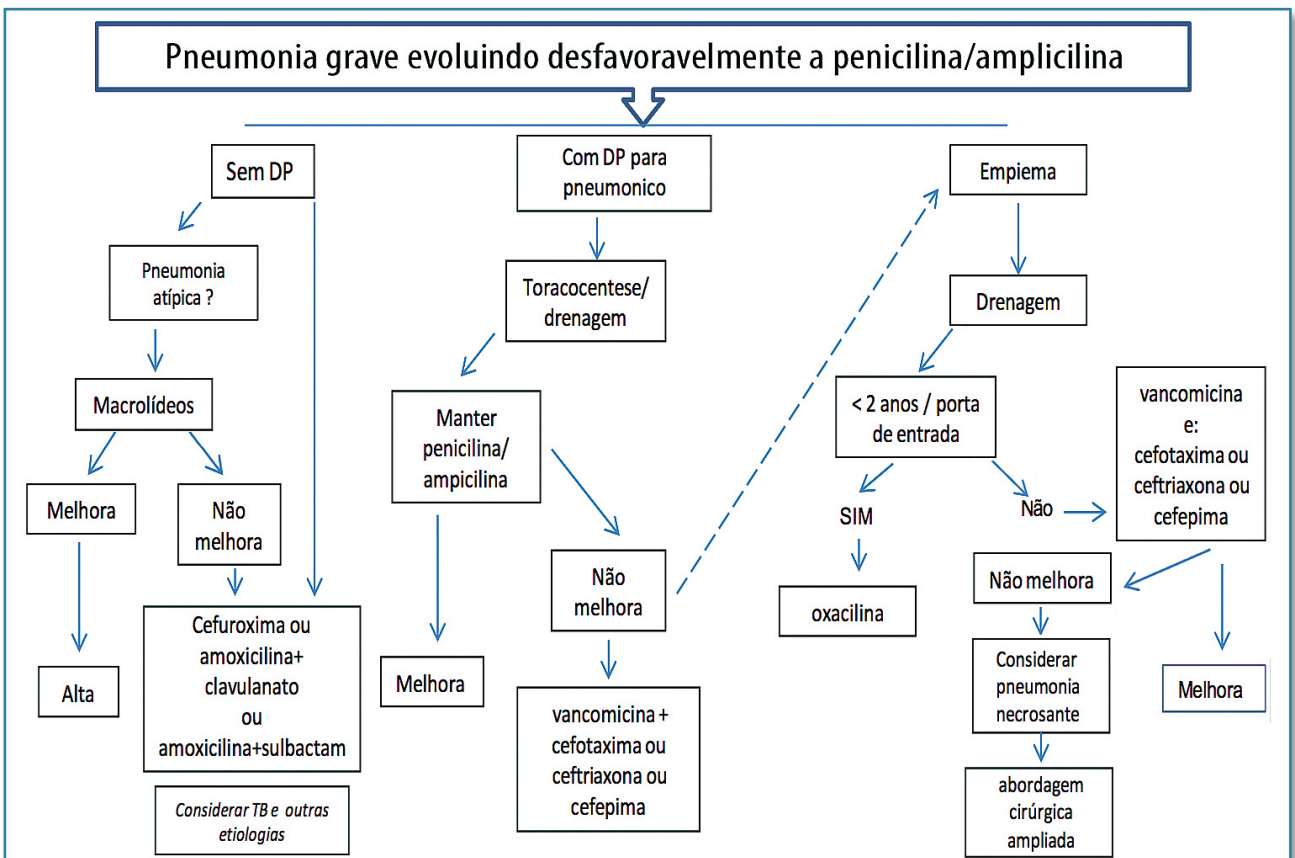 Pneumonia grave evoluindo desfavoravelmente a penicilina/amplicilina
Sem DP
Pneumonia
atípica ?
Macrolídeos
Melhora
Não
melhora
Alta
Cefuroxima ou
amoxicilina+
clavulanato
ou
amoxicilina+sulbactam
Considerar TB e outras
etiologias
Com DP para
pneumonico
Toracocentese/
drenagem
Manter
penicilina/
ampicilina
Melhora
Não
melhora
vancomicina +
cefotaxima ou
ceftriaxona ou
cefepima
Empiema
Drenagem
< 2 anos / porta
de entrada
SIM
oxacilina
Não
vancomicina
e:
cefotaxima ou
ceftriaxona ou
cefepima
Não melhora
Considerar
pneumonia
necrosante
abordagem
cirúrgica
ampliada
Melhora